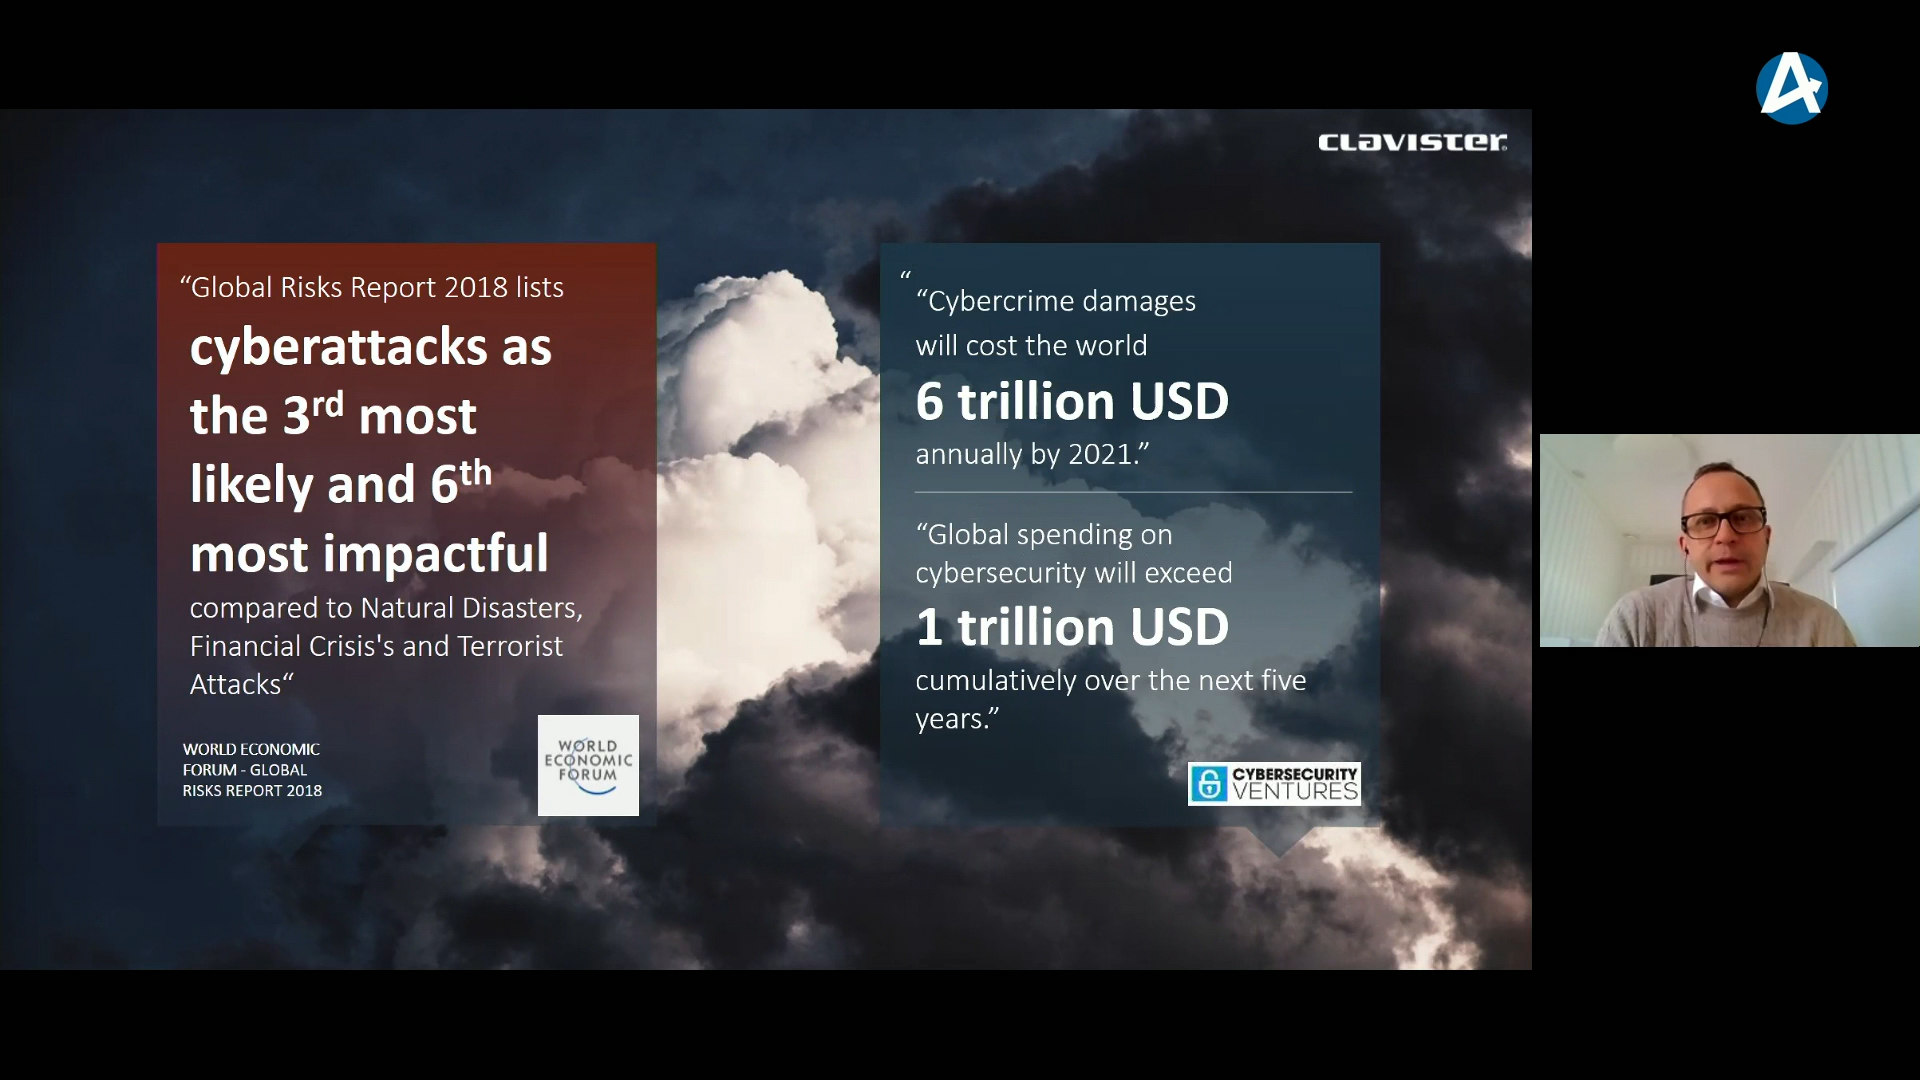 CLAVISTER
“Global Risks Report 2018 lists
cyberattacks as
the 3rd most
likely and 6th
most impactful
compared to Natural Disasters,
Financial Crisis's and Terrorist
Attacks“
WORLD ECONOMIC
FORUM - GLOBAL
RISKS REPORT 2018
WORLD
ECONOMIC
FORUM
“
“Cybercrime damages
will cost the world
6 trillion USD
annually by 2021.”
“Global spending on
cybersecurity will exceed
1 trillion USD
cumulatively over the next five
years.”
CYBERSECURITY
VENTURES